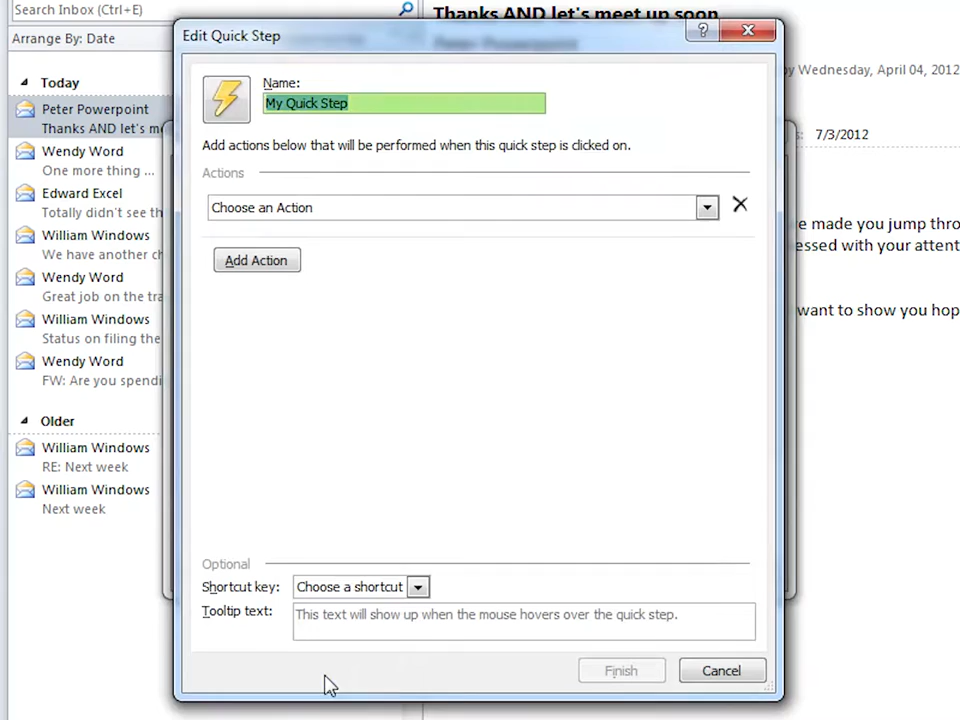 Search Inbox (Ctrl+E)
Arrange By: Date
Today
Peter Powerpoint
Thanks AND let's me
Wendy Word
One more thing ...
Edward Excel
Totally didn't see th
William Windows
We have another ch
Wendy Word
Great job on the tra
William Windows
Status on filing the
Wendy Word
FW: Are you spendi
Older
William Windows
RE: Next week
William Windows
Next week
Thanks AND let's meet up soon
Peter Powerpoint
by Wednesday, April 04, 2012
7/3/2012
e made you jump thro
essed with your attent
want to show you hop
Edit Quick Step
?
Name:
My Quick Step
Add actions below that will be performed when this quick step is clicked on.
Actions
Choose an Action
Add Action
Optional
Shortcut key: Choose a shortcut
Tooltip text: This text will show up when the mouse hovers over the quick step.
Finish Cancel